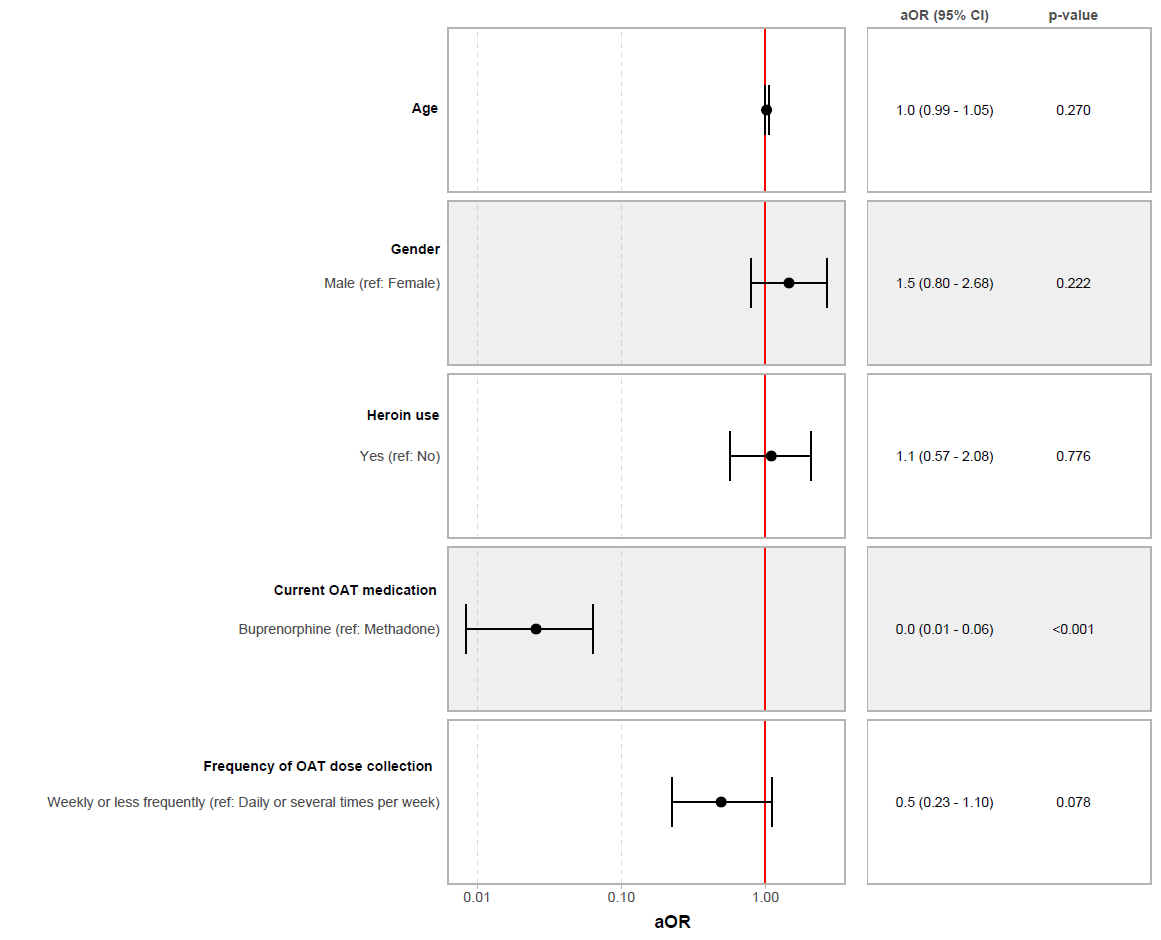 aOR (95% CI) p-value
Age 1.0 (0.99 - 1.05) 0.270
Gender
Male (ref: Female) 1.5 (0.80 - 2.68) 0.222
Heroin use
Yes (ref: No) 1.1 (0.57 - 2.08) 0.776
Current OAT medication
Buprenorphine (ref: Methadone) 0.0 (0.01 - 0.06) <0.001
Frequency of OAT dose collection
Weekly or less frequently (ref: Daily or several times per week) 0.5 (0.23 - 1.10) 0.078
0.01 0.10 1.00
aOR